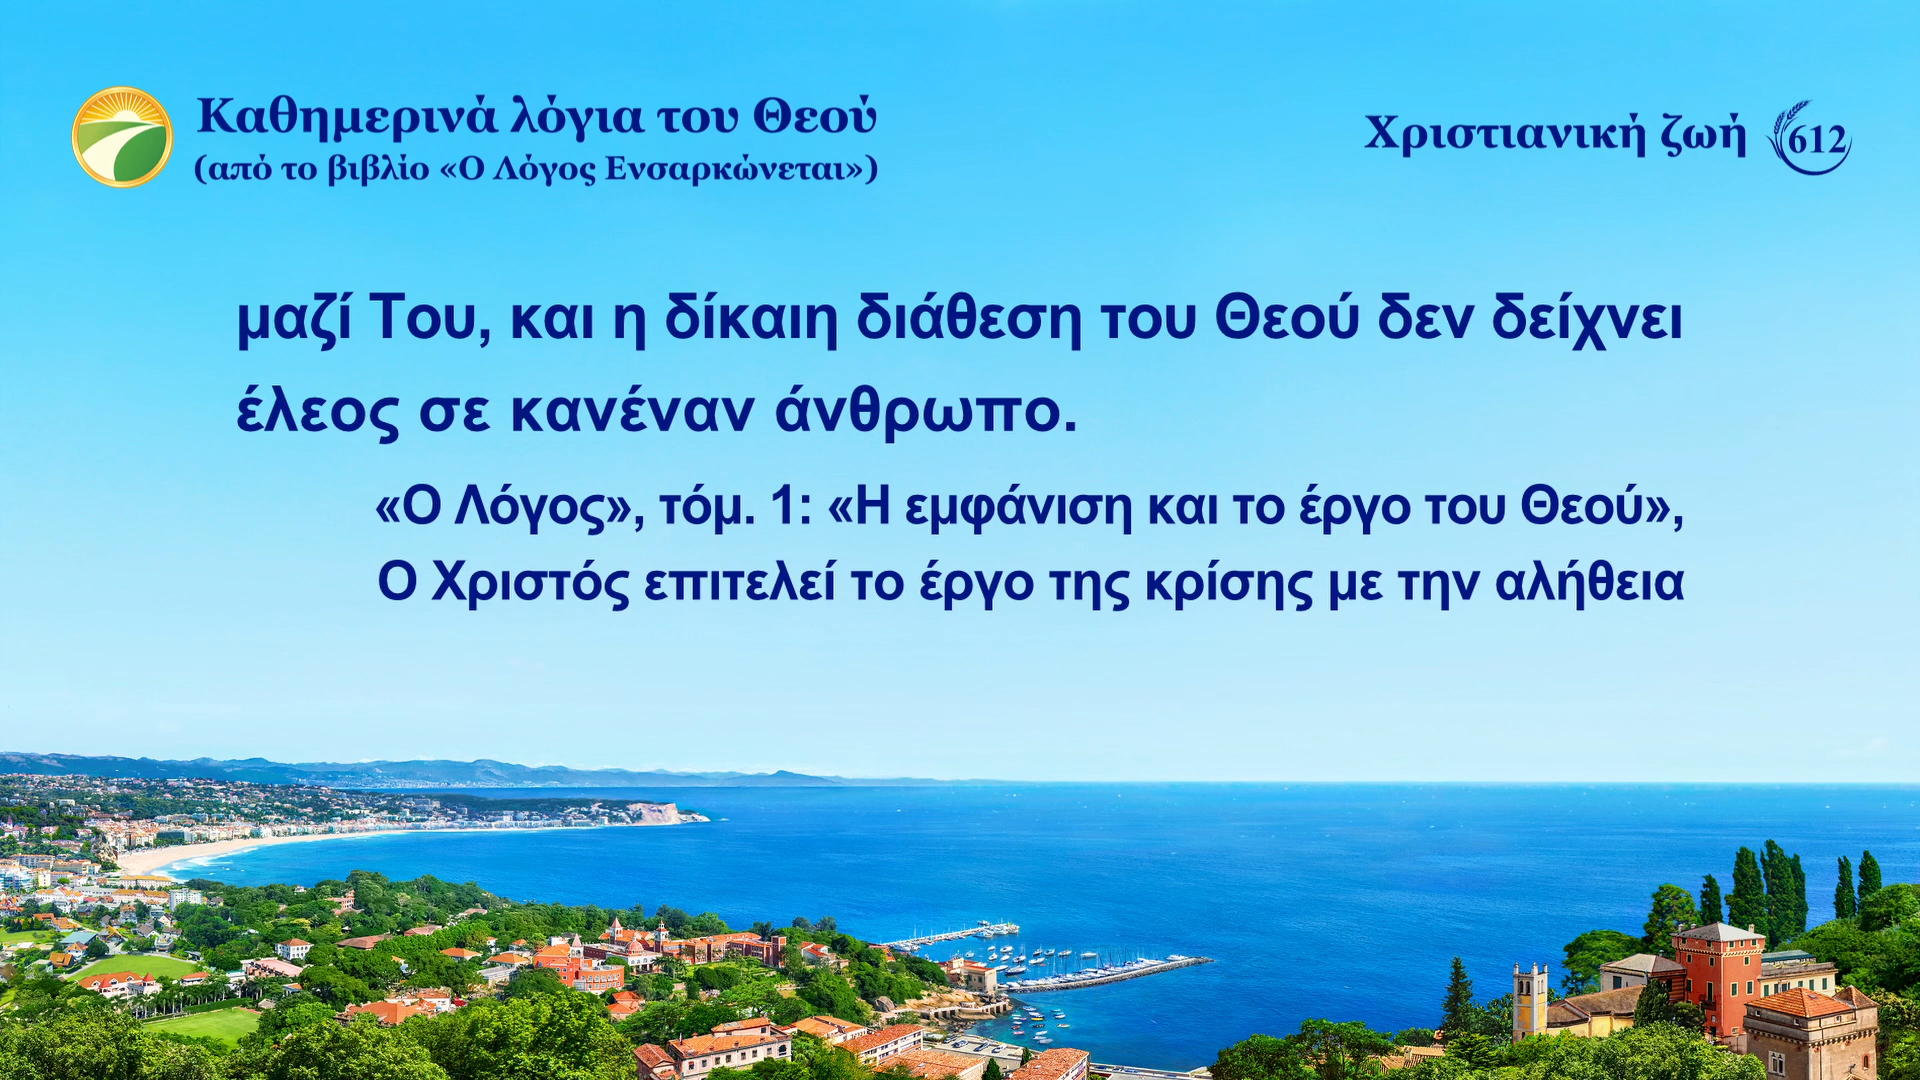 Καθημερινά λόγια του Θεού
(από το βιβλίο «Ο Λόγος Ενσαρκώνεται»)
Χριστιανική ζωή 612
μαζί Του, και η δίκαιη διάθεση του Θεού δεν δείχνει
έλεος σε κανέναν άνθρωπο.
«Ο Λόγος», τόμ. 1: «Η εμφάνιση και το έργο του Θεού»,
Ο Χριστός επιτελεί το έργο της κρίσης με την αλήθεια